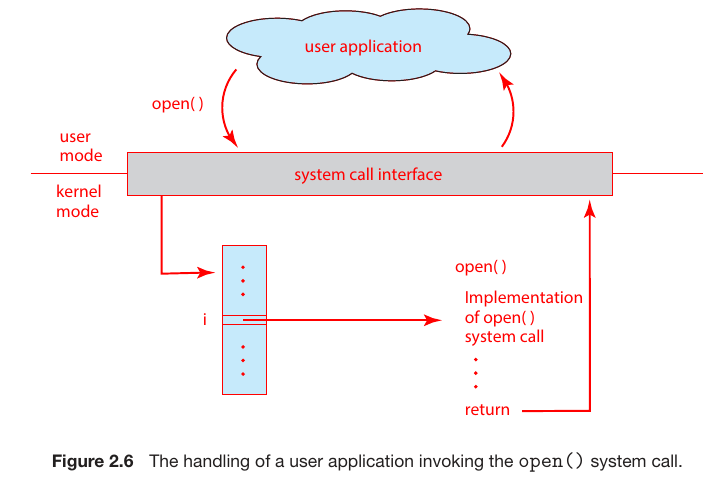 user application
open( )
user
mode
system call interface
kernel
mode
i
open( )
Implementation
of open( )
system call
return
Figure 2.6 The handling of a user application invoking the open() system call.